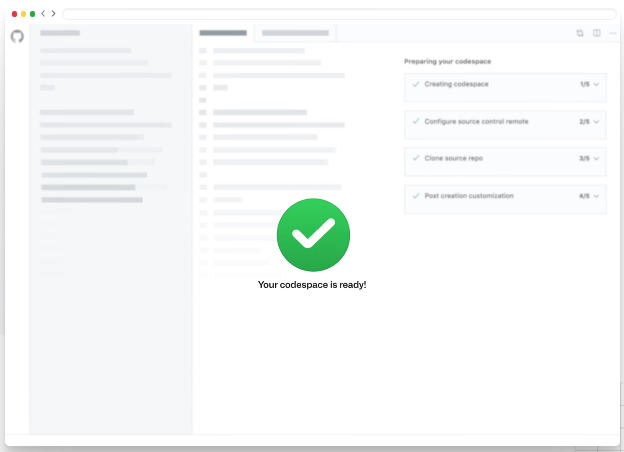 Preparing your codespace
Creating codespace 1/5
Configure source control remote 2/5
Clone source repo 3/5
Post creation customization 4/5
Your codespace is ready!